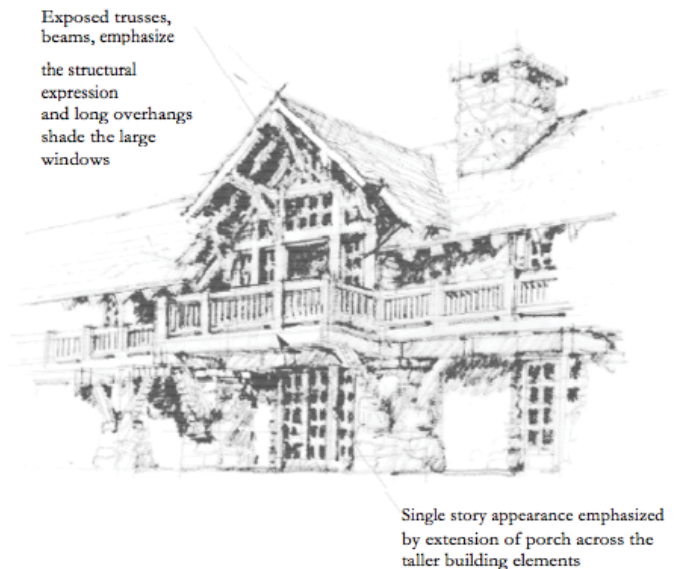 Exposed trusses,
beams, emphasize
the structural
expression
and long overhangs
shade the large
windows
Single story appearance emphasized
by extension of porch across the
taller building elements